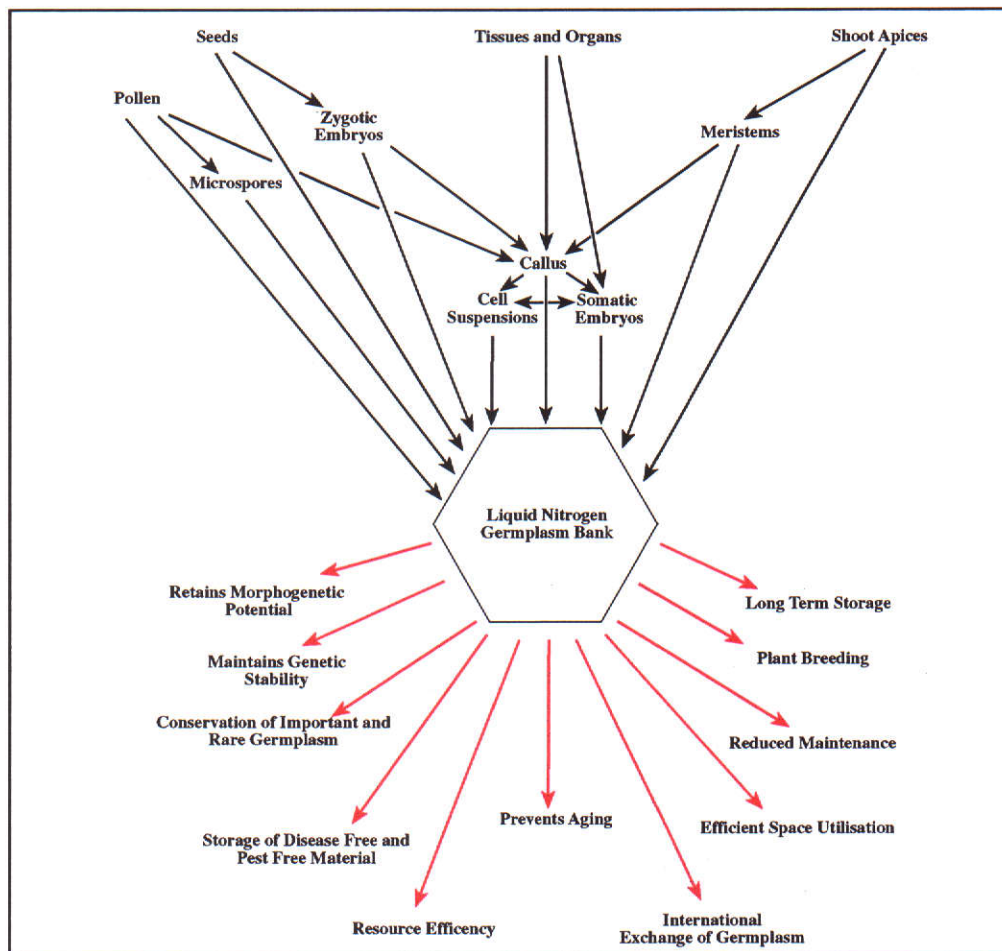 Seeds
Tissues and Organs
Shoot Apices
Pollen
Zygotic
Embryos
Meristems
Microspores
Callus
Cell
Suspensions
Somatic
Embryos
Liquid Nitrogen
Germplasm Bank
Retains Morphogenetic
Potential
Long Term Storage
Maintains Genetic
Stability
Plant Breeding
Conservation of Important and
Rare Germplasm
Reduced Maintenance
Storage of Disease Free and
Pest Free Material
Prevents Aging
Efficient Space Utilisation
Resource Efficency
International
Exchange of Germplasm